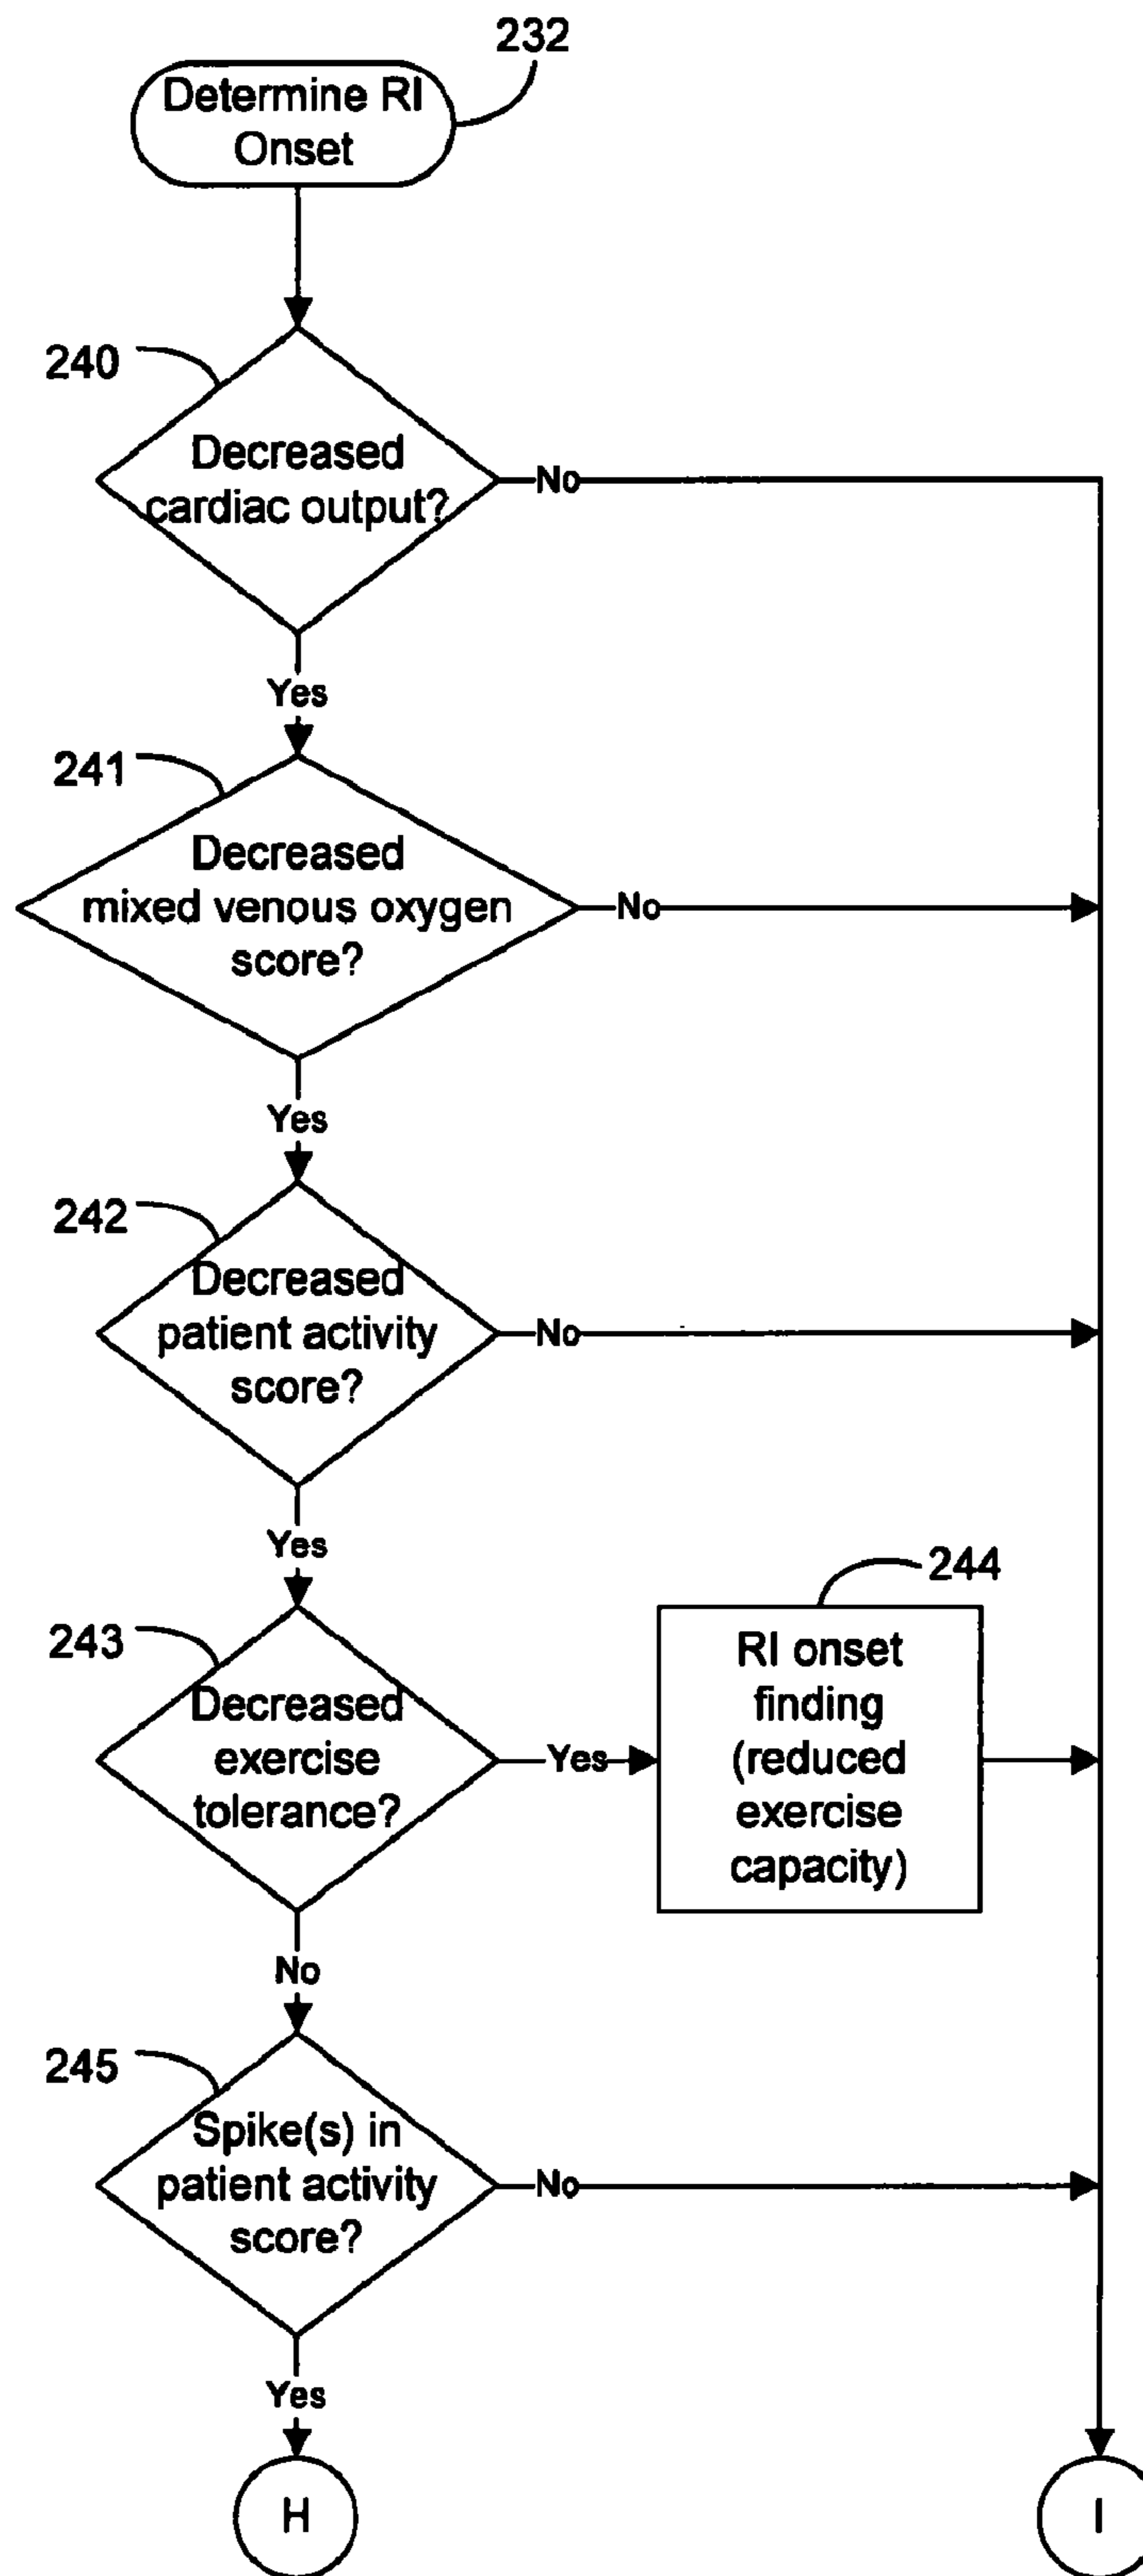 232
Determine RI
Onset
240
Decreased
cardiac output?
No
Yes
241
Decreased
mixed venous oxygen
score?
No
Yes
242
Decreased
patient activity
score?
No
Yes
243
Decreased
exercise
tolerance?
Yes
244
RI onset
finding
(reduced
exercise
capacity)
No
245
Spike(s) in
patient activity
score?
No
Yes
H
I